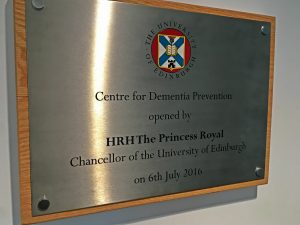 THE UNIVERSITY OF EDINBURGH
Centre for Dementia Prevention
opened by
HRH The Princess Royal
Chancellor of the University of Edinburgh
on 6th July 2016